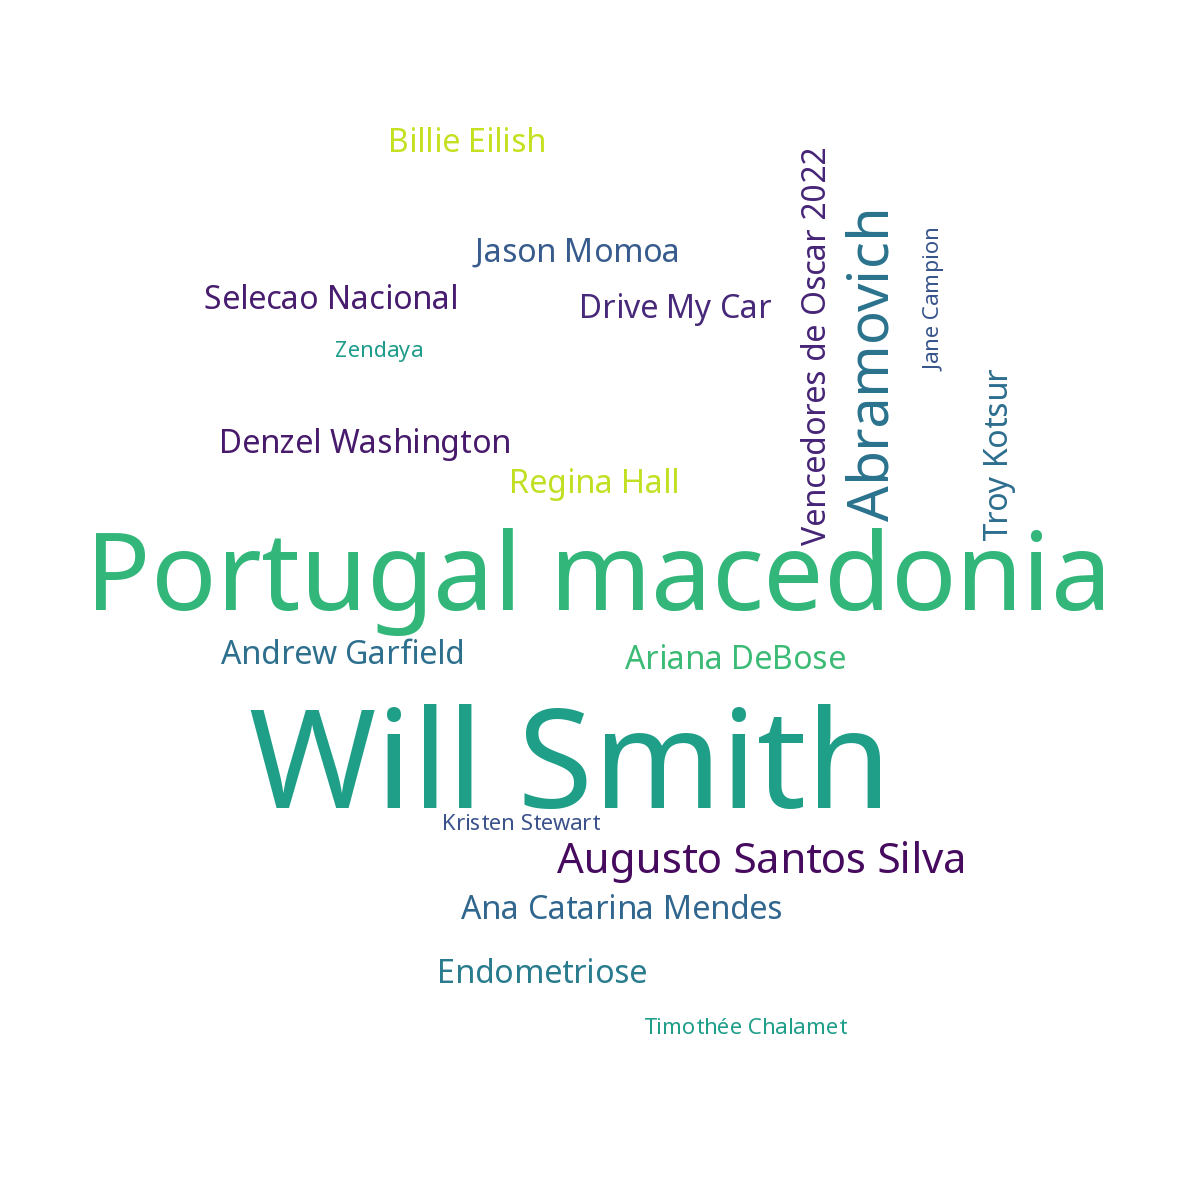 Billie Eilish
Vencedores de Oscar 2022
Abramovich
Jane Campion
Jason Momoa
Selecao Nacional
Drive My Car
Zendaya
Troy Kotsur
Denzel Washington
Regina Hall
Portugal macedonia
Andrew Garfield
Ariana DeBose
Will Smith
Kristen Stewart
Augusto Santos Silva
Ana Catarina Mendes
Endometriose
Timothée Chalamet